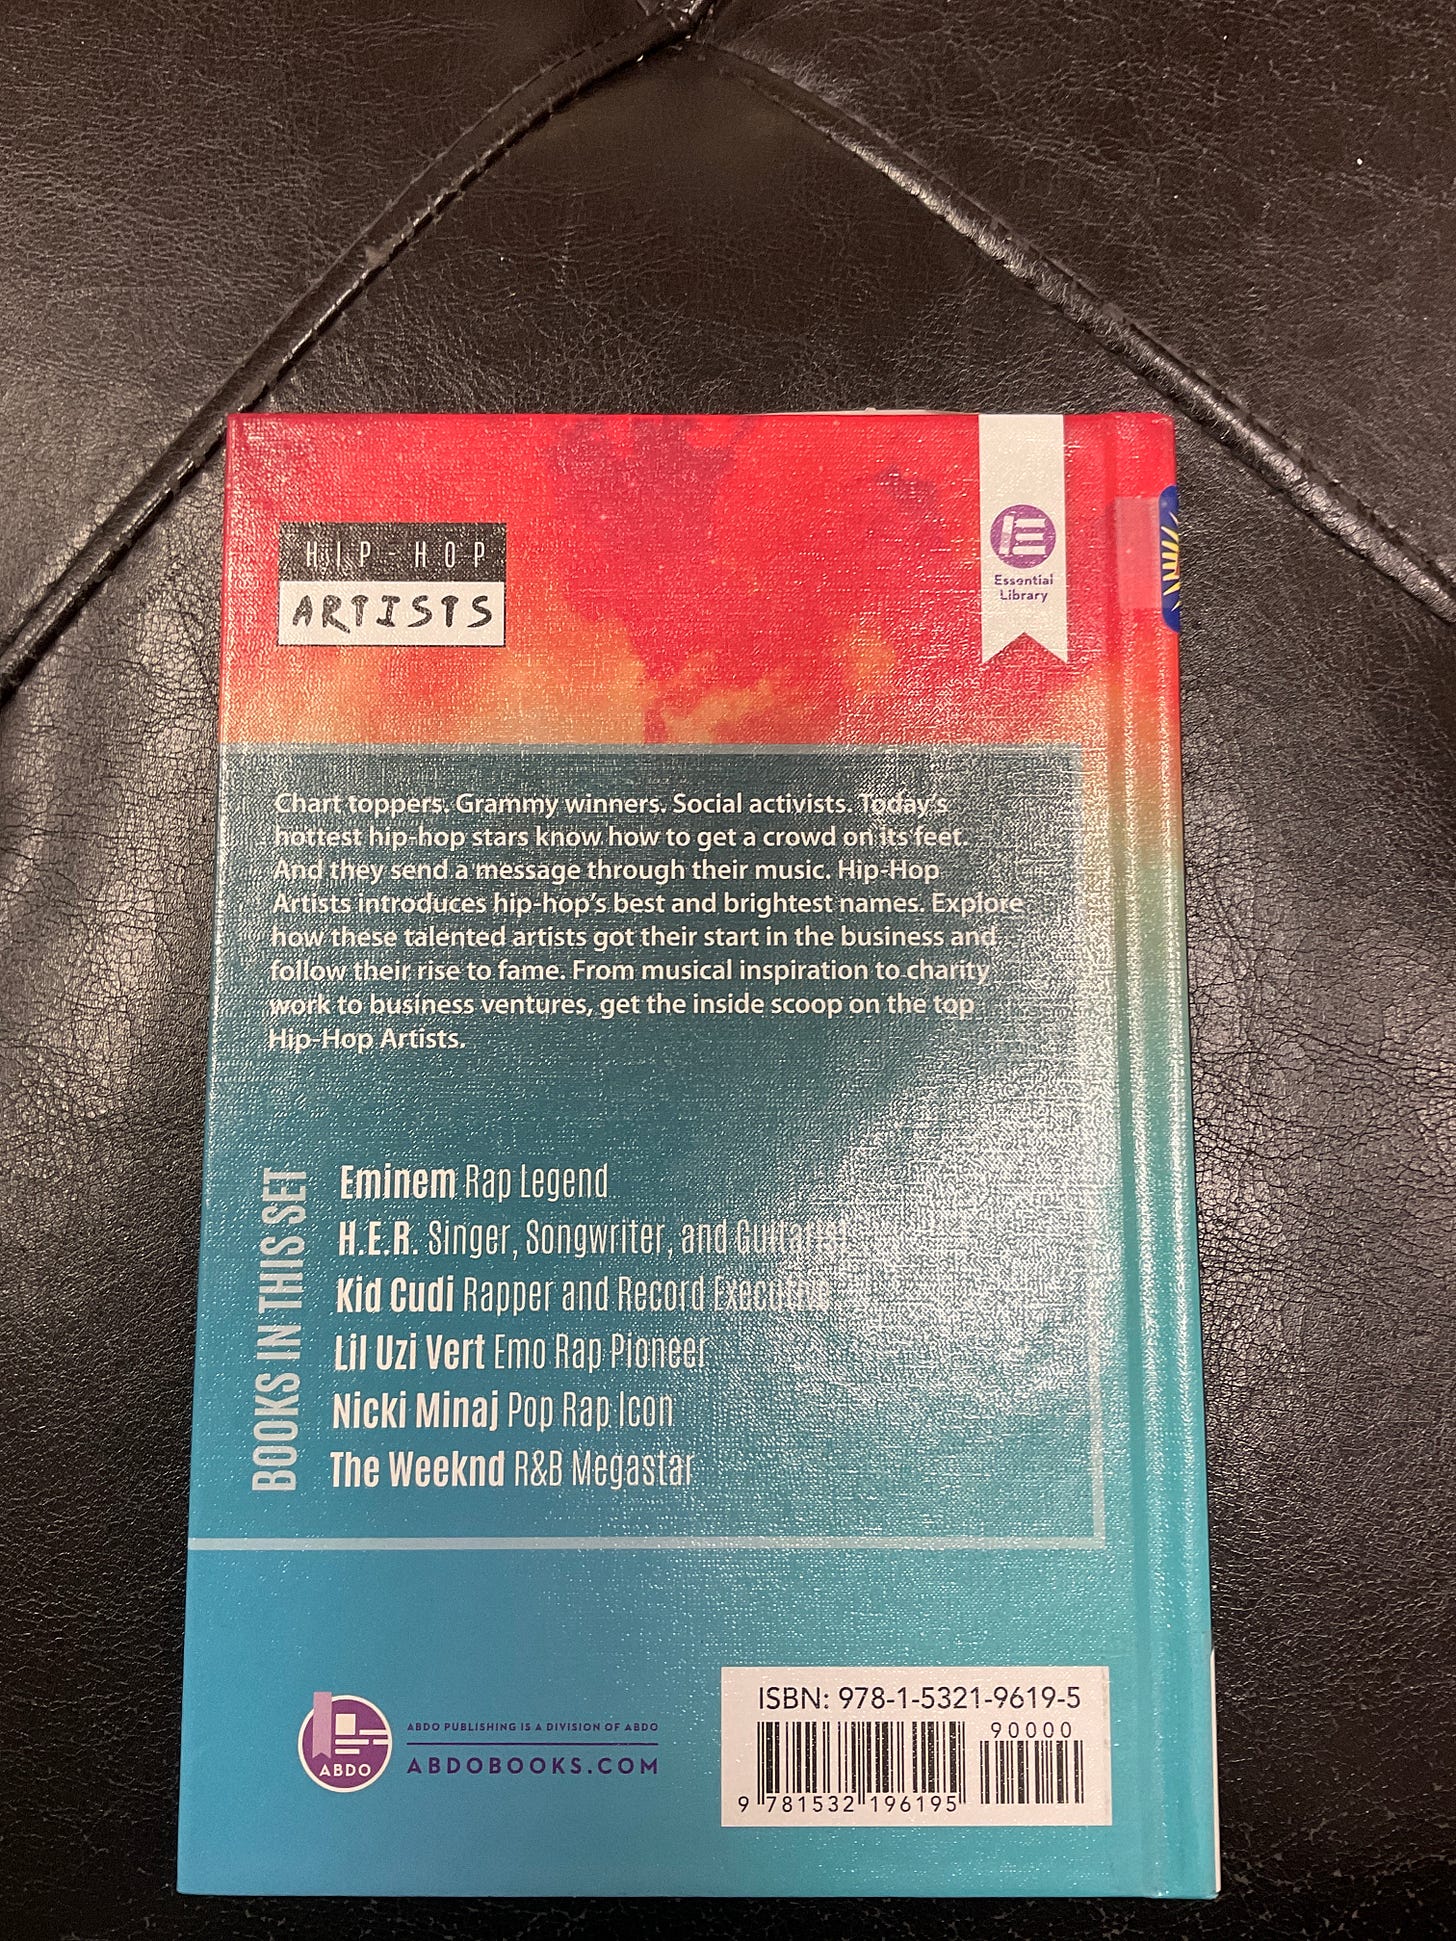 HIP-HOP
ARTISTS
Essential
Library
Chart toppers. Grammy winners. Social activists. Today's
hottest hip-hop stars know how to get a crowd on its feet.
And they send a message through their music. Hip-Hop
Artists introduces hip-hop's best and brightest names. Explore
how these talented artists got their start in the business and
follow their rise to fame. From musical inspiration to charity
work to business ventures, get the inside scoop on the top
Hip-Hop Artists.
BOOKS IN THIS SET
Eminem Rap Legend
H.E.R. Singer, Songwriter, and Guitarist
Kid Cudi Rapper and Record Executive
Lil Uzi Vert Emo Rap Pioneer
Nicki Minaj Pop Rap Icon
The Weeknd R&B Megastar
ABDO
ABDO PUBLISHING IS A DIVISION OF ABDO
ABDOBOOKS.COM
ISBN: 978-1-5321-9619-5
90000
9 781532 196195